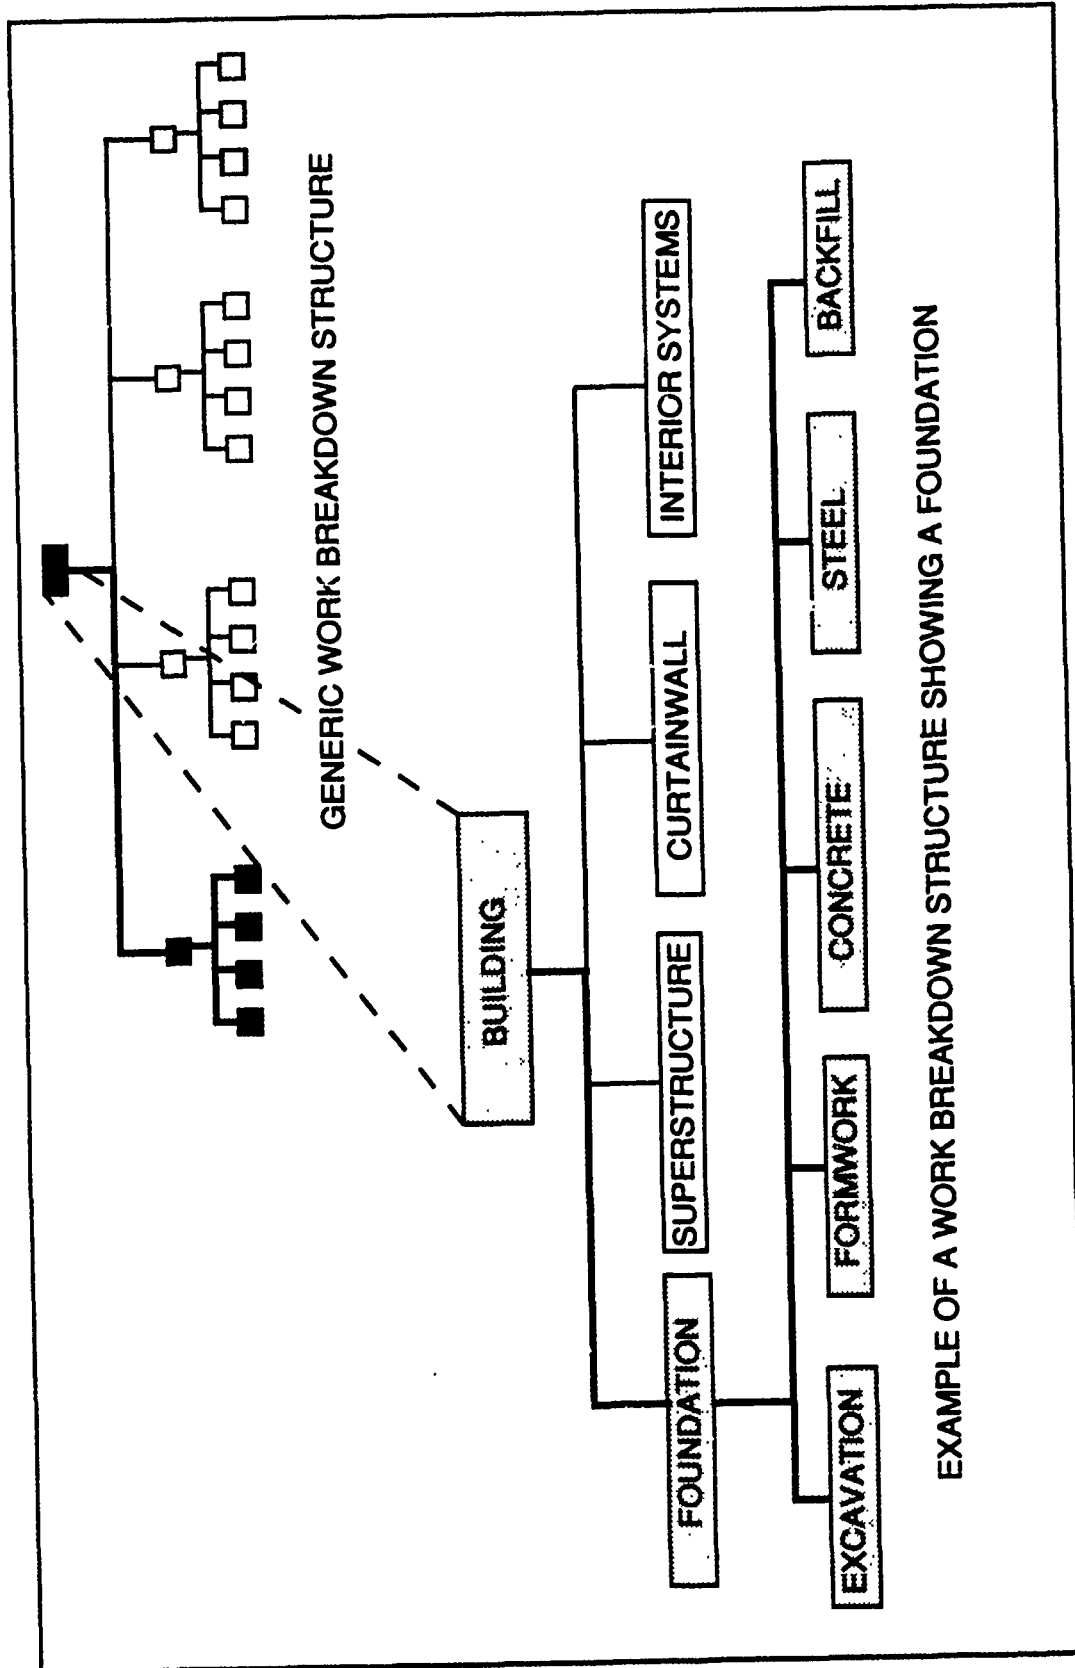 GENERIC WORK BREAKDOWN STRUCTURE
BUILDING
FOUNDATION
SUPERSTRUCTURE
CURTAINWALL
INTERIOR SYSTEMS
EXCAVATION
FORMWORK
CONCRETE
STEEL
BACKFILL
EXAMPLE OF A WORK BREAKDOWN STRUCTURE SHOWING A FOUNDATION